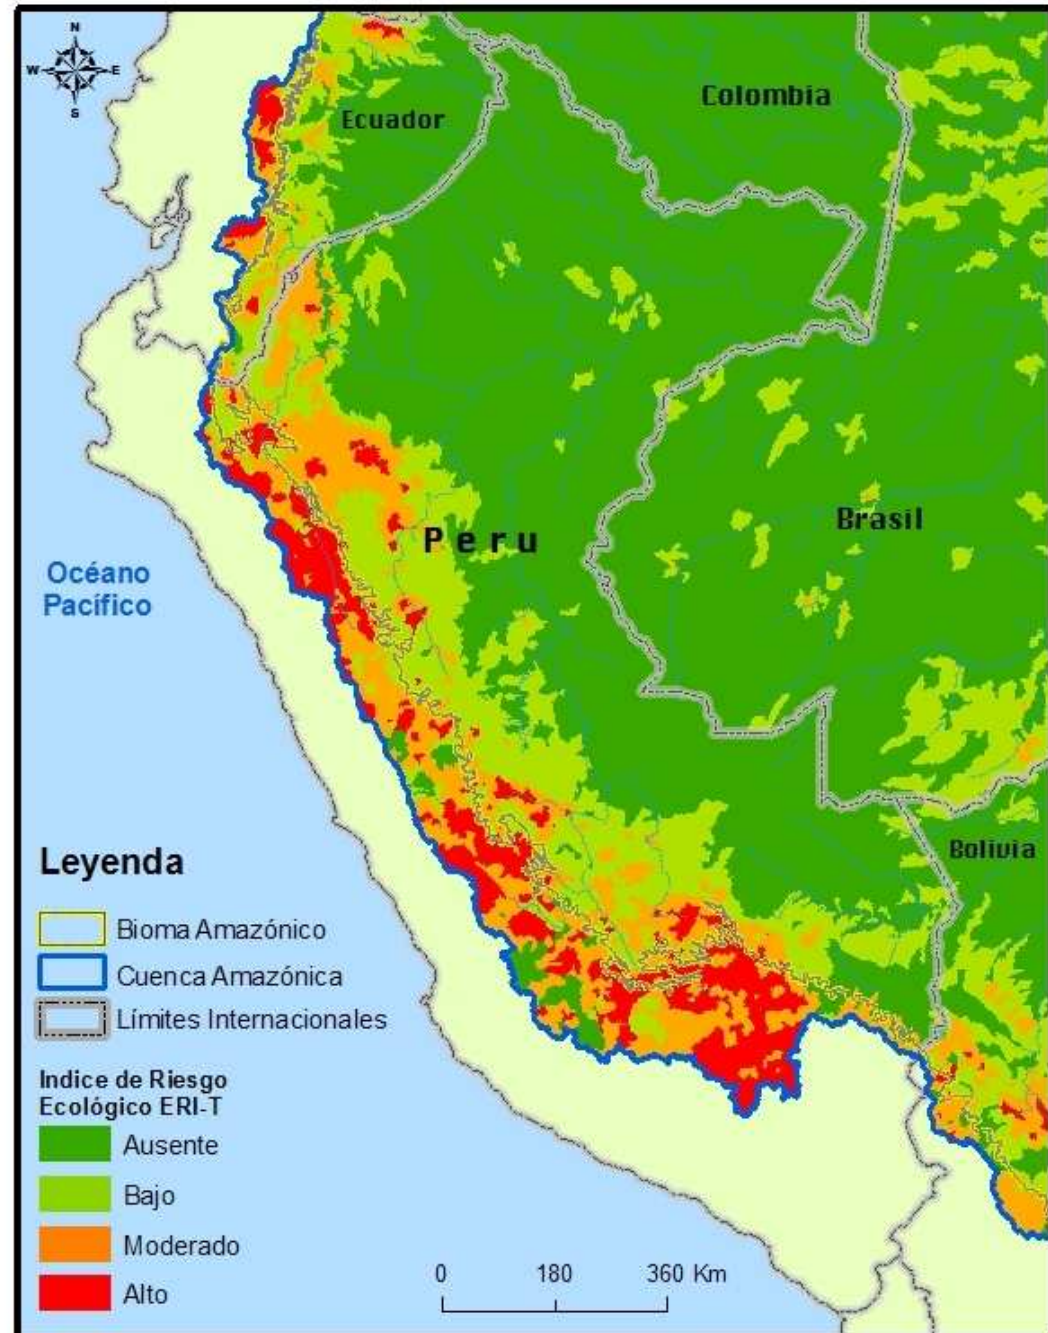 N
W E
S
Colombia
Ecuador
Brasil
Peru
Océano
Pacífico
Bolivia
Leyenda
Bioma Amazónico
Cuenca Amazónica
Límites Internacionales
Indice de Riesgo
Ecológico ERI-T
Ausente
Bajo
Moderado
Alto
0 180 360 Km